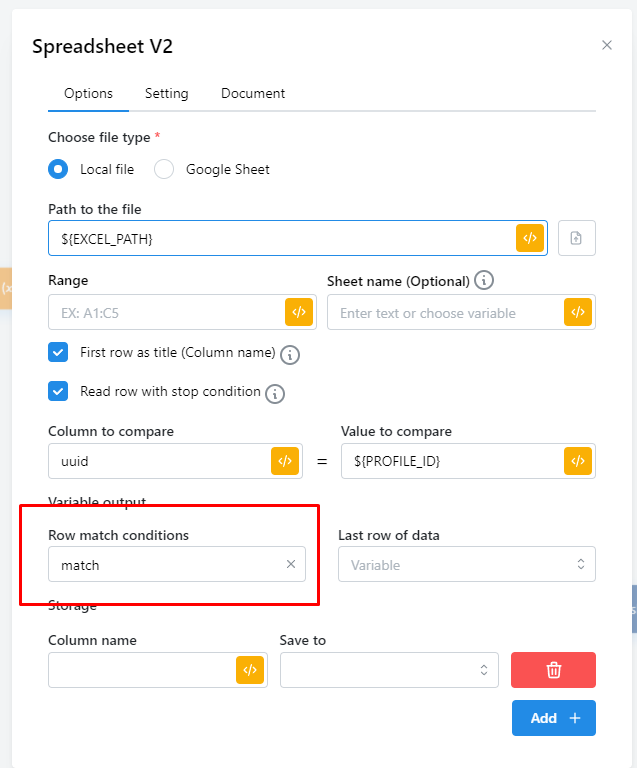 Spreadsheet V2
Options Setting Document
Choose file type *
Local file Google Sheet
Path to the file
${EXCEL_PATH}
Range Sheet name (Optional)
EX: A1:C5 Enter text or choose variable
First row as title (Column name)
Read row with stop condition
Column to compare Value to compare
uuid = ${PROFILE_ID}
Variable output
Row match conditions Last row of data
match Variable
Storage
Column name Save to
Add +